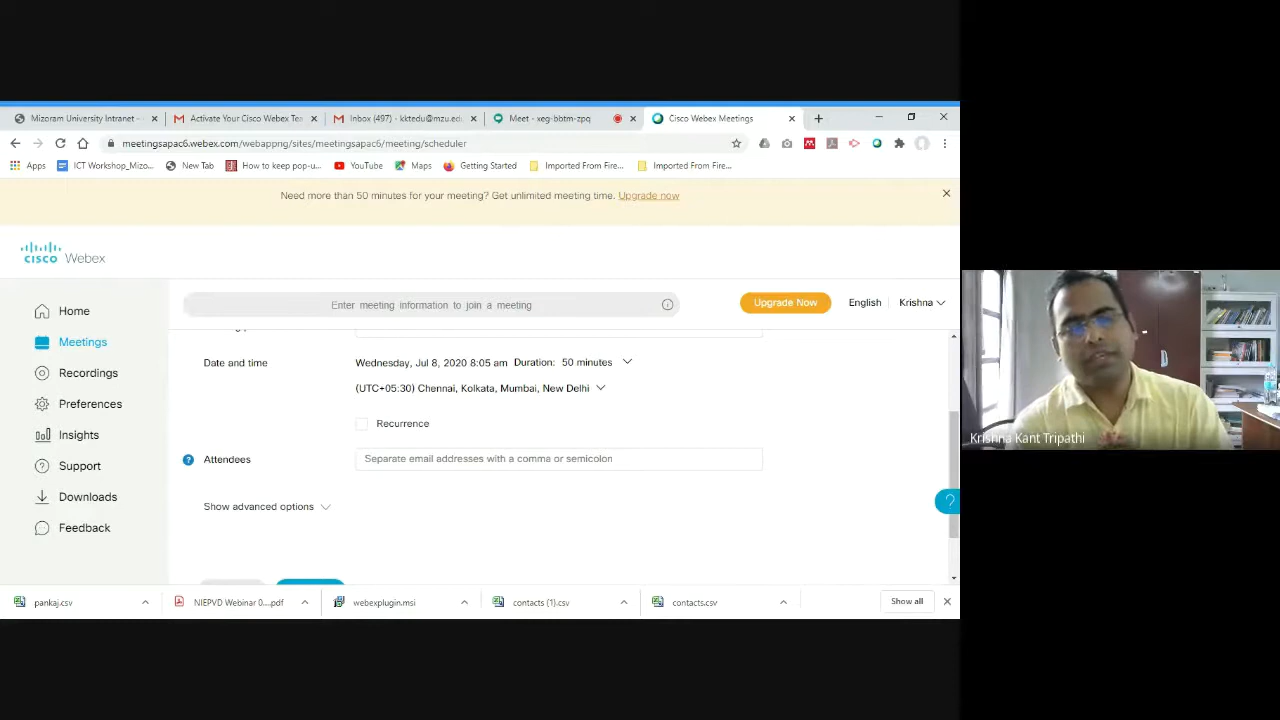 Mizoram University Intranet -
Activate Your Cisco Webex Tea
Inbox (497) - kktedu@mzu.ed
Meet - xeg-bbtm-zpq
Cisco Webex Meetings
meetingsapac6.webex.com/webappng/sites/meetingsapac6/meeting/scheduler
Apps
ICT Workshop_Mizo...
New Tab
How to keep pop-u...
YouTube
Maps
Getting Started
Imported From Fire...
Imported From Fire...
Need more than 50 minutes for your meeting? Get unlimited meeting time. Upgrade now
CISCO Webex
Enter meeting information to join a meeting
Upgrade Now
English
Krishna
Home
Meetings
Recordings
Preferences
Insights
Support
Downloads
Feedback
Date and time
Wednesday, Jul 8, 2020 8:05 am Duration: 50 minutes
(UTC+05:30) Chennai, Kolkata, Mumbai, New Delhi
Recurrence
? Attendees
Separate email addresses with a comma or semicolon
Show advanced options
?
Krishna Kant Tripathi
pankaj.csv
NIEPVD Webinar 0....pdf
webexplugin.msi
contacts (1).csv
contacts.csv
Show all